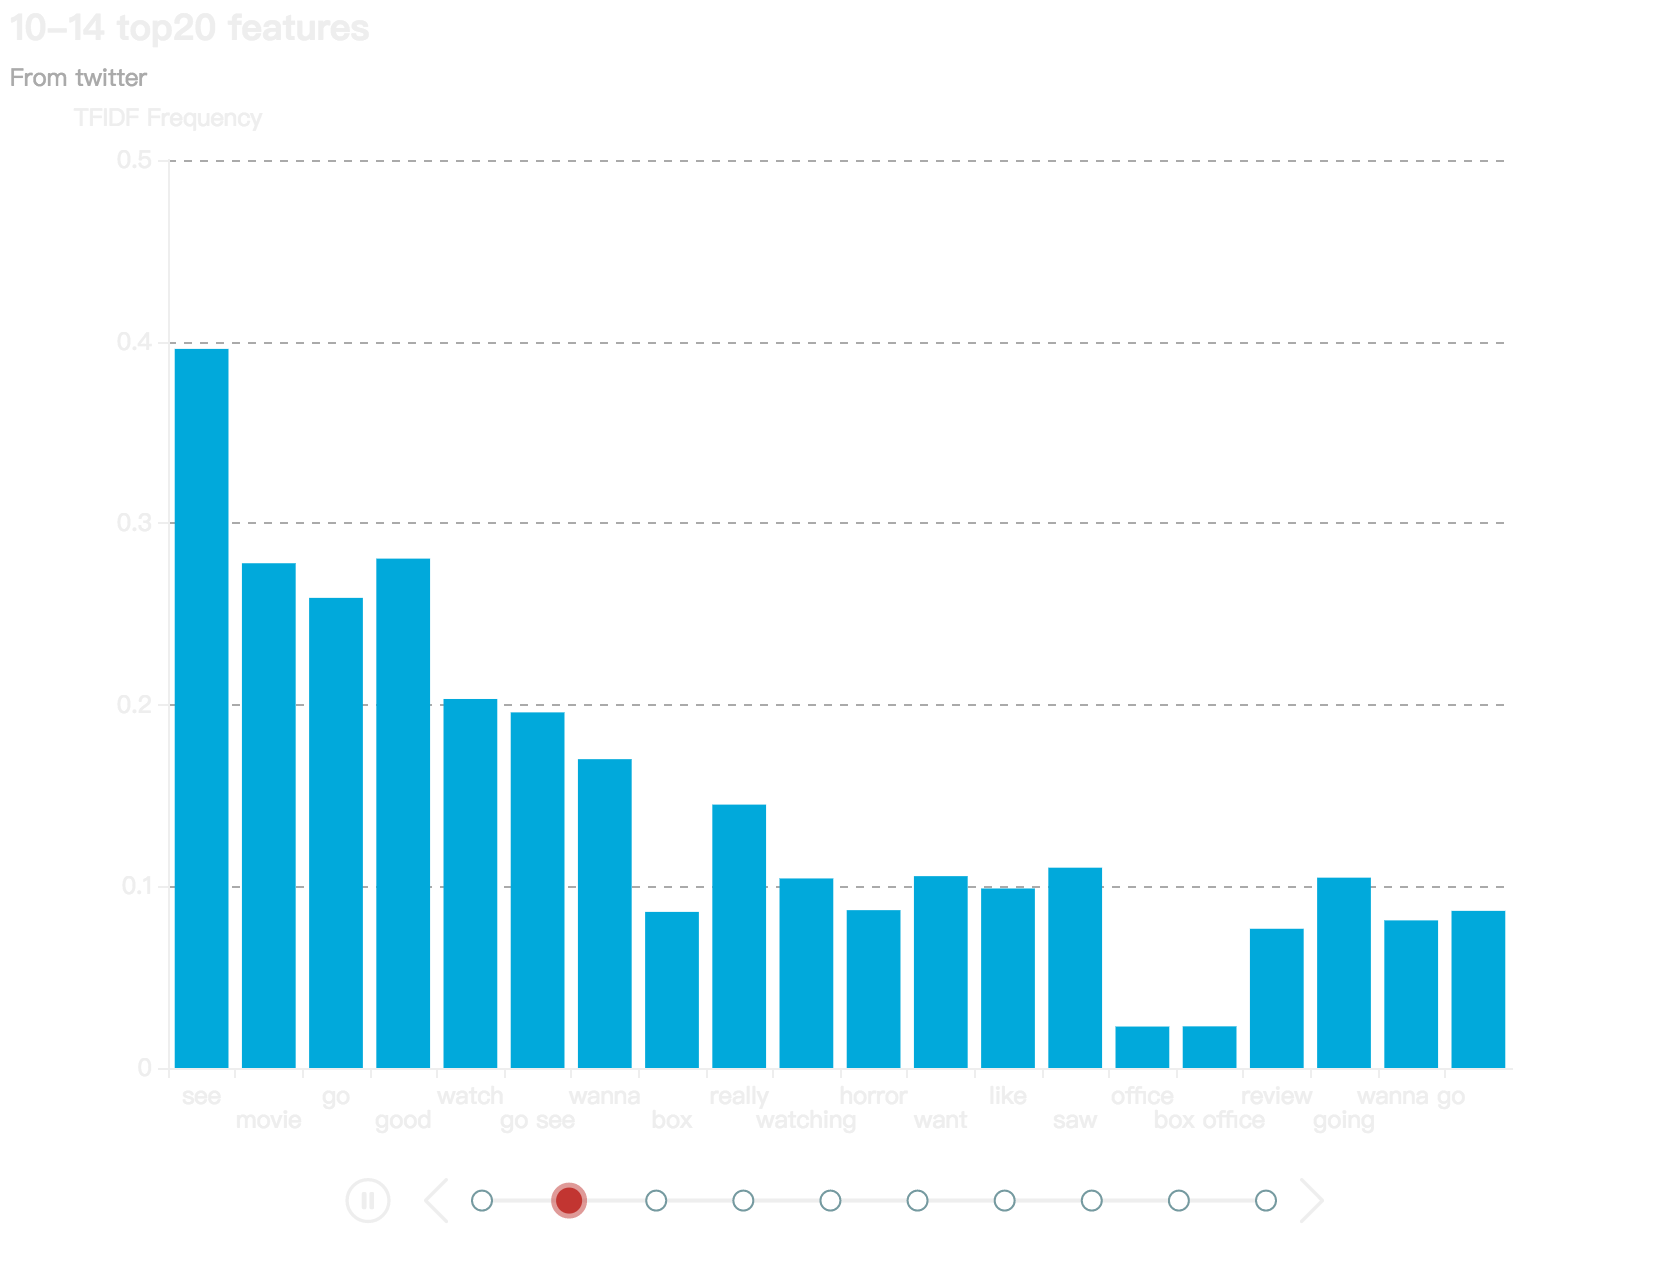 10–14 top20 features
From twitter
TFIDF Frequency
0.5
0.4
0.3
0.2
0.1
0
see go watch wanna really horror like office review wanna go
movie good go see box watching want saw box office going